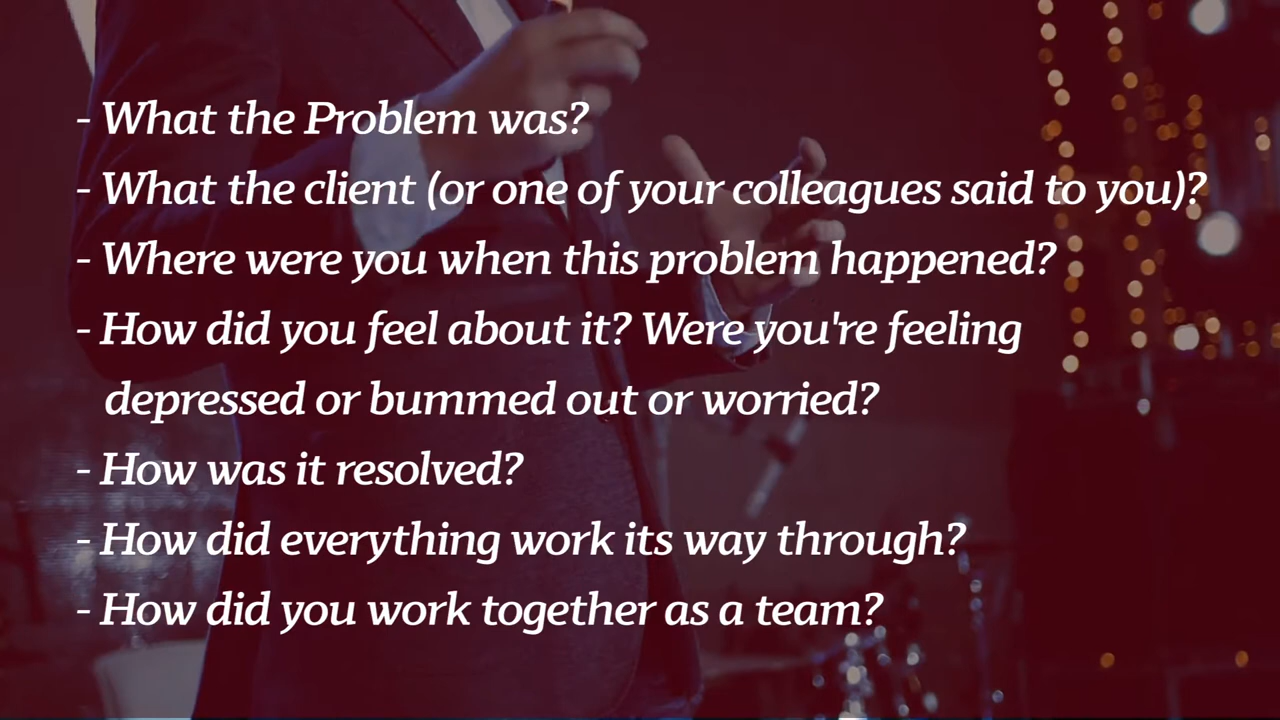 - What the Problem was?
- What the client (or one of your colleagues said to you)?
- Where were you when this problem happened?
- How did you feel about it? Were you're feeling
depressed or bummed out or worried?
- How was it resolved?
- How did everything work its way through?
- How did you work together as a team?